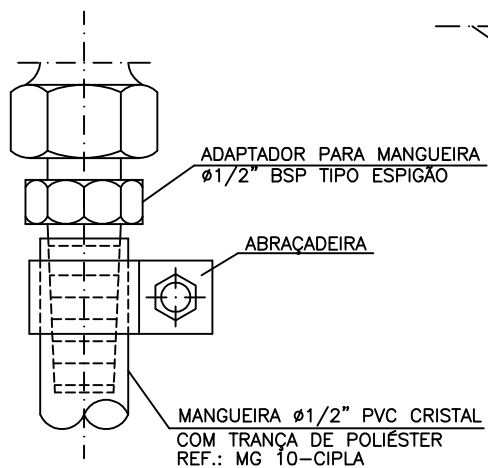 ADAPTADOR PARA MANGUEIRA
ø1/2" BSP TIPO ESPIGÃO
ABRAÇADEIRA
MANGUEIRA ø1/2" PVC CRISTAL
COM TRANÇA DE POLIÉSTER
REF.: MG 10-CIPLA